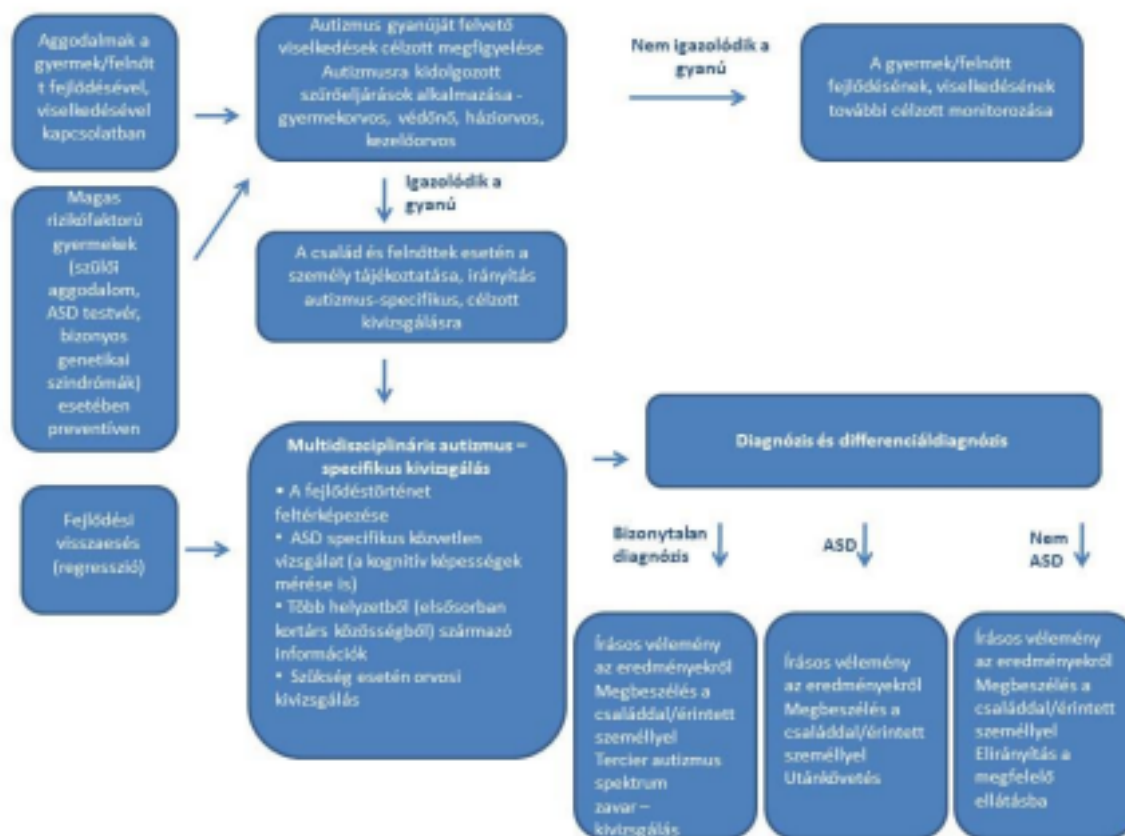 Aggodalmak a
gyermek/felnőt
t fejlődésével,
viselkedésével
kapcsolatban
Autizmus gyanúját felvető
viselkedések célzott megfigyelése
Autizmusra kidolgozott
szűrőeljárások alkalmazása -
gyermekorvos, védőnő, háziorvos,
kezelőorvos
Nem igazolódik a
gyanú
A gyermek/felnőtt
fejlődésének, viselkedésének
további célzott monitorozása
Magas
rizikófaktorú
gyermekek
(szülői
aggodalom,
ASD testvér,
bizonyos
genetikai
szindrómák)
esetében
preventíven
Igazolódik a
gyanú
A család és felnőttek esetén a
személy tájékoztatása, irányítás
autizmus-specifikus, célzott
kivizsgálásra
Fejlődési
visszaesés
(regresszió)
Multidiszciplináris autizmus –
specifikus kivizsgálás
• A fejlődéstörténet
feltérképezése
• ASD specifikus közvetlen
vizsgálat (a kognitív képességek
mérése is)
• Több helyzetből (elsősorban
kortárs közösségből) származó
információk
• Szükség esetén orvosi
kivizsgálás
Diagnózis és differenciáldiagnózis
Bizonytalan
diagnózis
ASD
Nem
ASD
Írásos vélemény
az eredményekről
Megbeszélés a
családdal/érintett
személlyel
Tercier autizmus
spektrum
zavar –
kivizsgálás
Írásos vélemény
az eredményekről
Megbeszélés a
családdal/érintett
személlyel
Utánkövetés
Írásos vélemény
az eredményekről
Megbeszélés a
családdal/érintett
személlyel
Elirányítás a
megfelelő
ellátásba